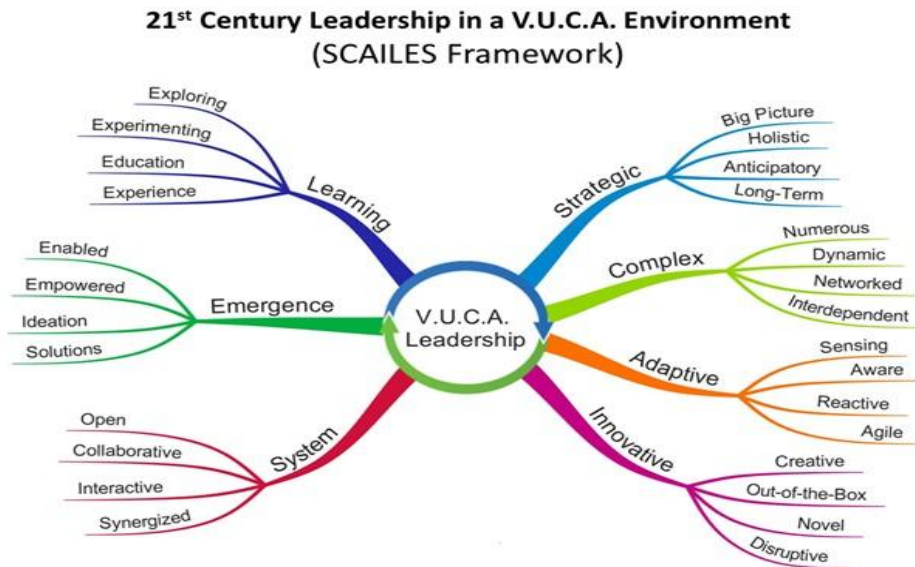 21st Century Leadership in a V.U.C.A. Environment
(SCAILES Framework)
V.U.C.A.
Leadership
Strategic
Big Picture
Holistic
Anticipatory
Long-Term
Complex
Numerous
Dynamic
Networked
Interdependent
Adaptive
Sensing
Aware
Reactive
Agile
Innovative
Creative
Out-of-the-Box
Novel
Disruptive
Learning
Exploring
Experimenting
Education
Experience
Emergence
Enabled
Empowered
Ideation
Solutions
System
Open
Collaborative
Interactive
Synergized